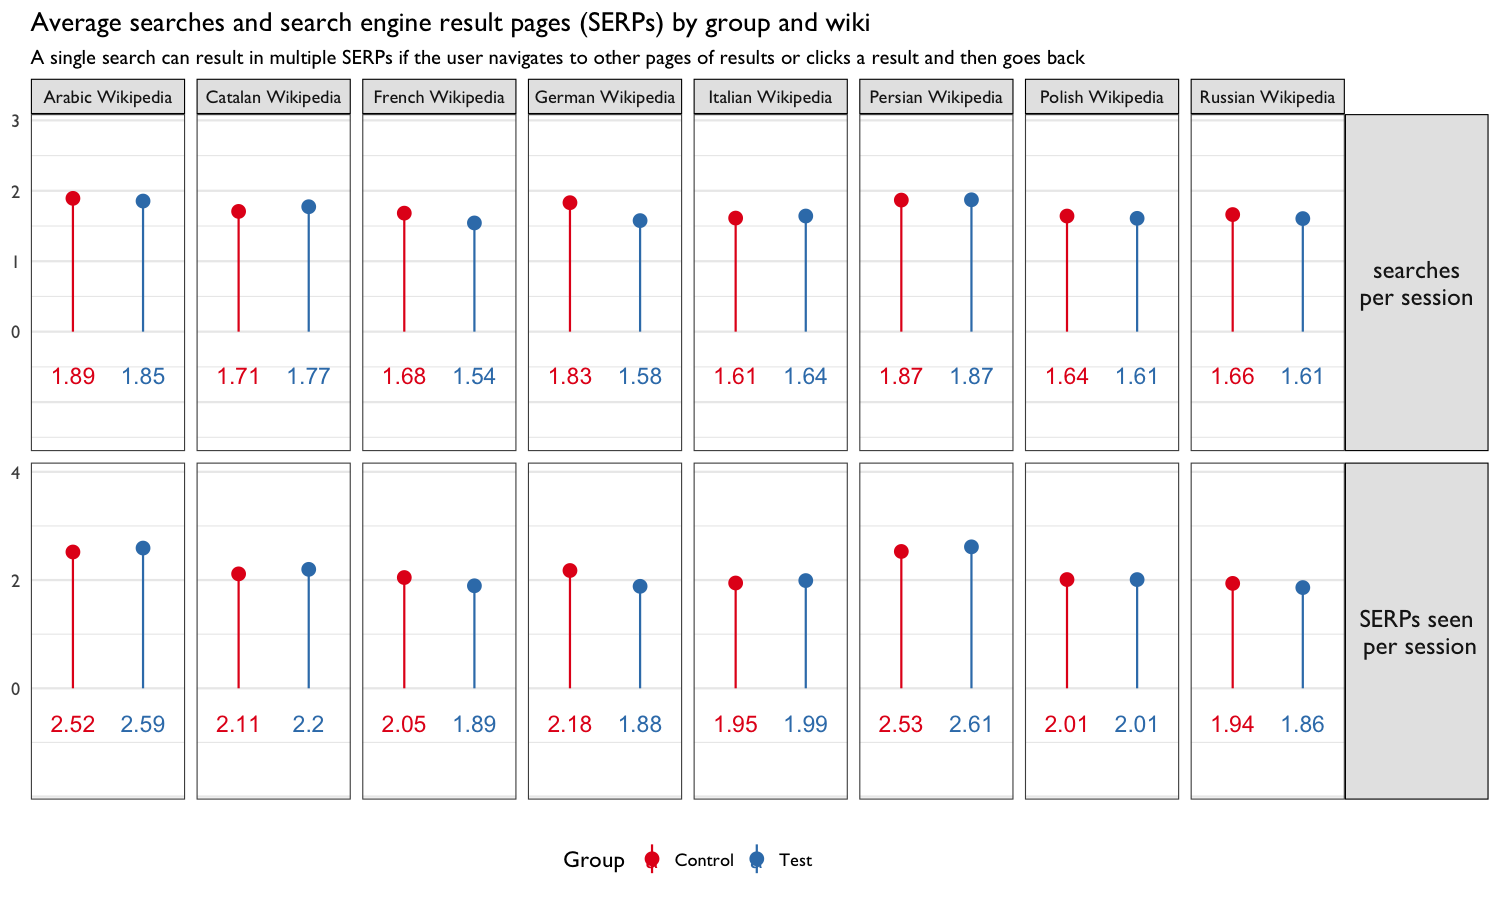 Average searches and search engine result pages (SERPs) by group and wiki
A single search can result in multiple SERPs if the user navigates to other pages of results or clicks a result and then goes back
Arabic Wikipedia Catalan Wikipedia French Wikipedia German Wikipedia Italian Wikipedia Persian Wikipedia Polish Wikipedia Russian Wikipedia
3
2
1
0
1.89 1.85 1.71 1.77 1.68 1.54 1.83 1.58 1.61 1.64 1.87 1.87 1.64 1.61 1.66 1.61
searches
per session
4
2
0
2.52 2.59 2.11 2.2 2.05 1.89 2.18 1.88 1.95 1.99 2.53 2.61 2.01 2.01 1.94 1.86
SERPs seen
per session
Group Control Test